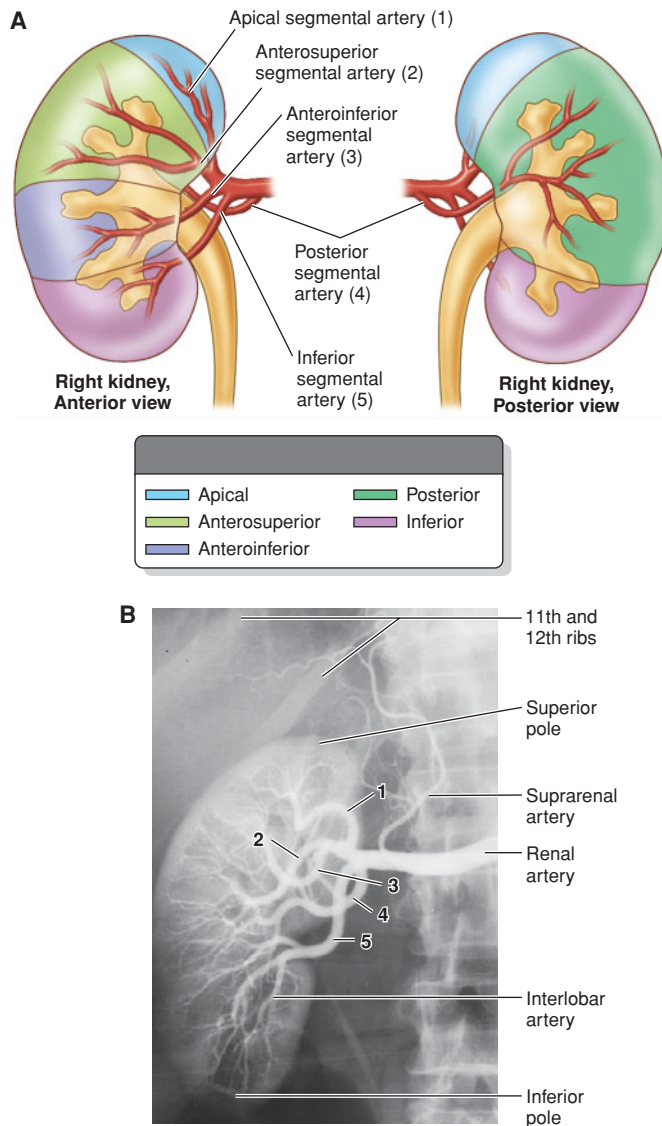 A
Apical segmental artery (1)
Anterosuperior
segmental artery (2)
Anteroinferior
segmental
artery (3)
Posterior
segmental
artery (4)
Inferior
segmental
artery (5)
Right kidney,
Anterior view
Right kidney,
Posterior view
Apical
Anterosuperior
Anteroinferior
Posterior
Inferior
B
11th and
12th ribs
Superior
pole
1
Suprarenal
artery
2
Renal
artery
3
4
5
Interlobar
artery
Inferior
pole